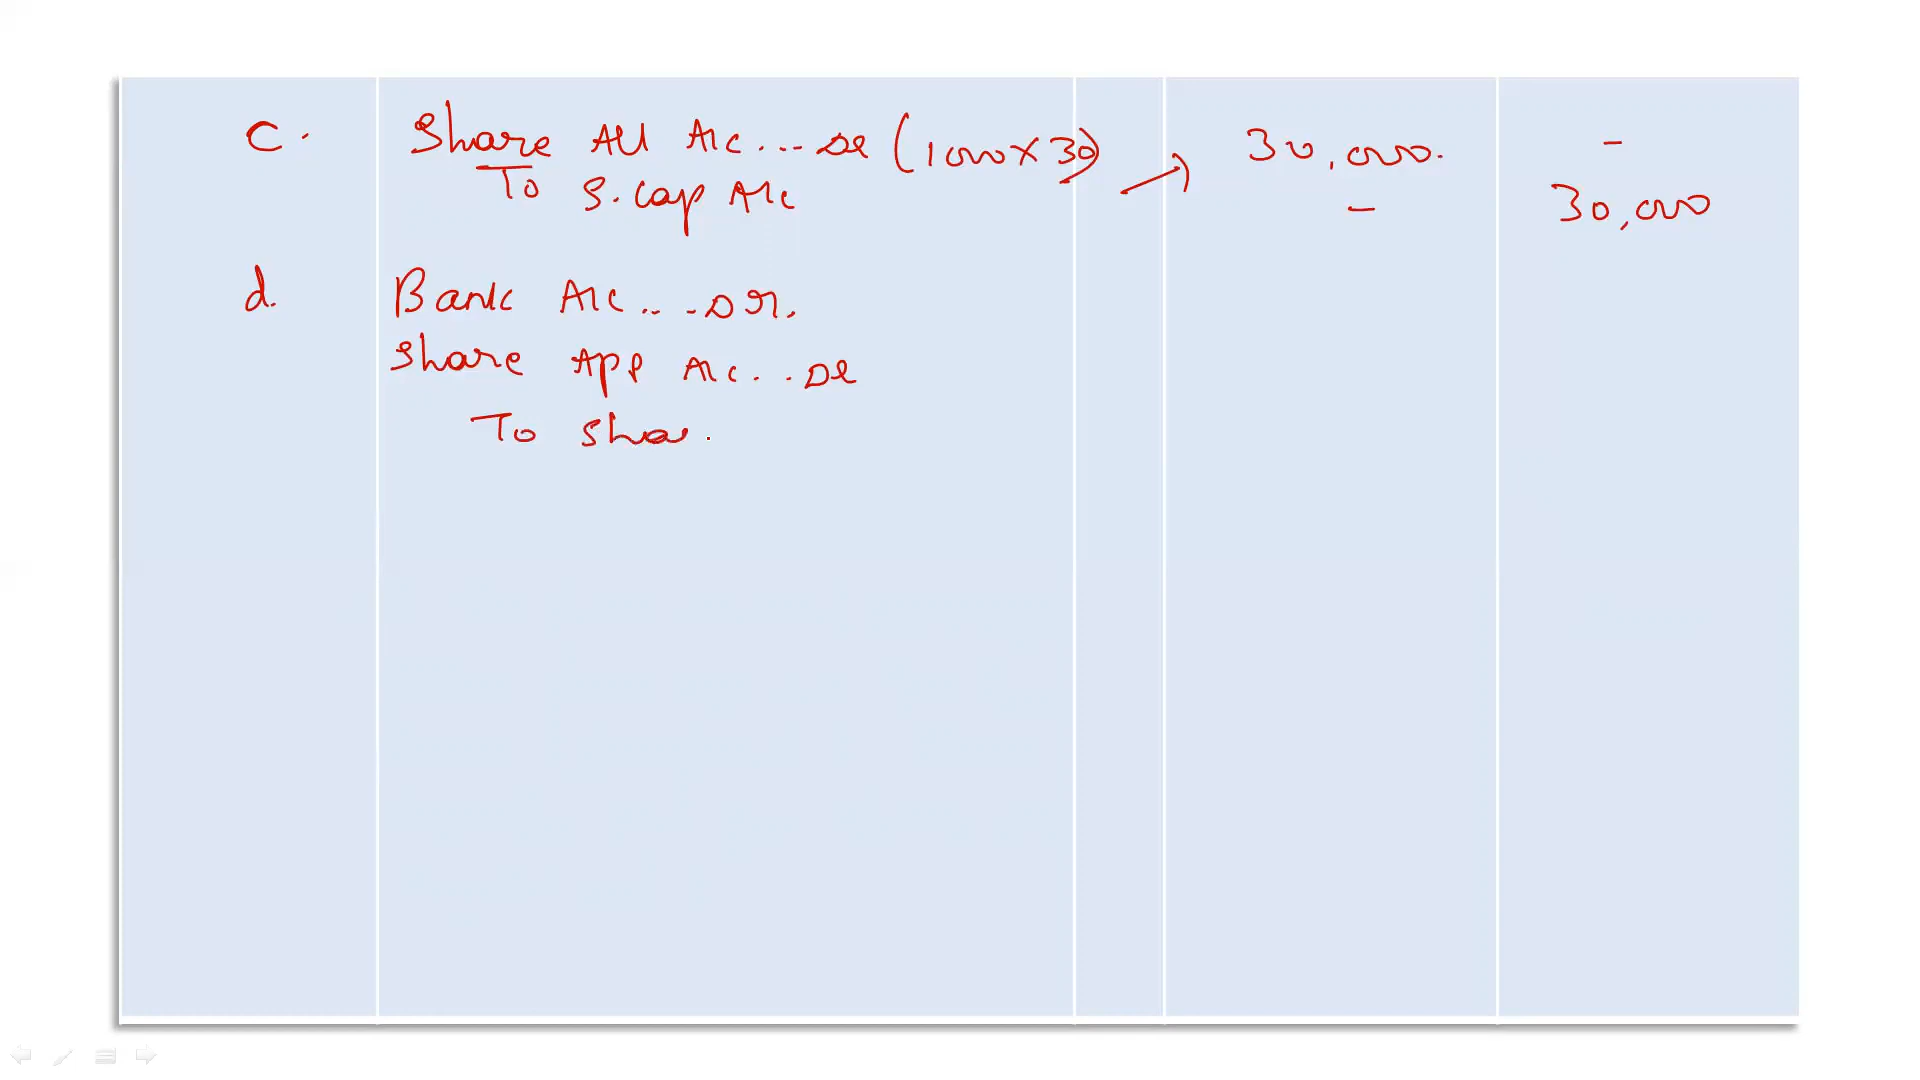 C. Share All A/c...Dr (1000×30) 30,000. -
To S.Cap A/c - 30,000
d. Bank A/c...Dr.
Share App A/c...Dr
To Shar.